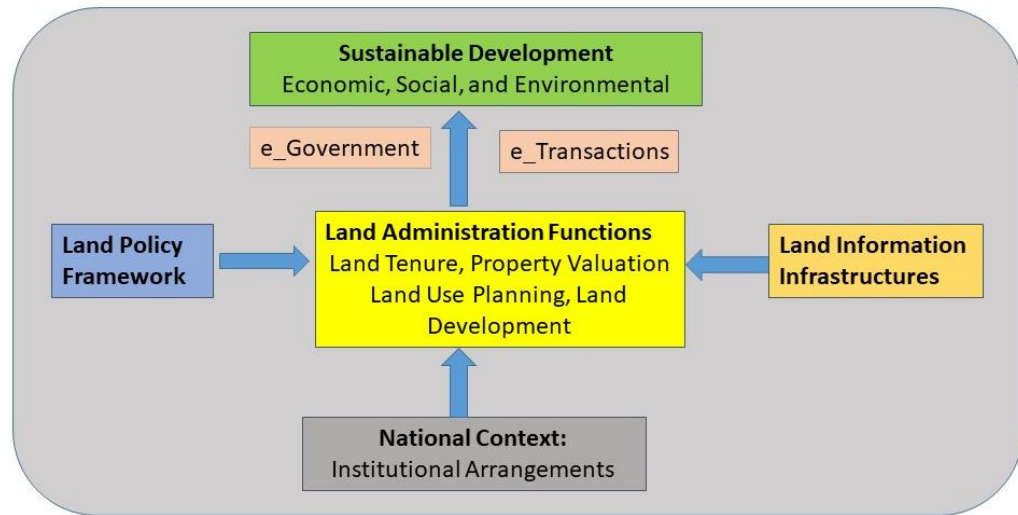 Sustainable Development
Economic, Social, and Environmental
e_Government
e_Transactions
Land Policy
Framework
Land Administration Functions
Land Tenure, Property Valuation
Land Use Planning, Land
Development
Land Information
Infrastructures
National Context:
Institutional Arrangements